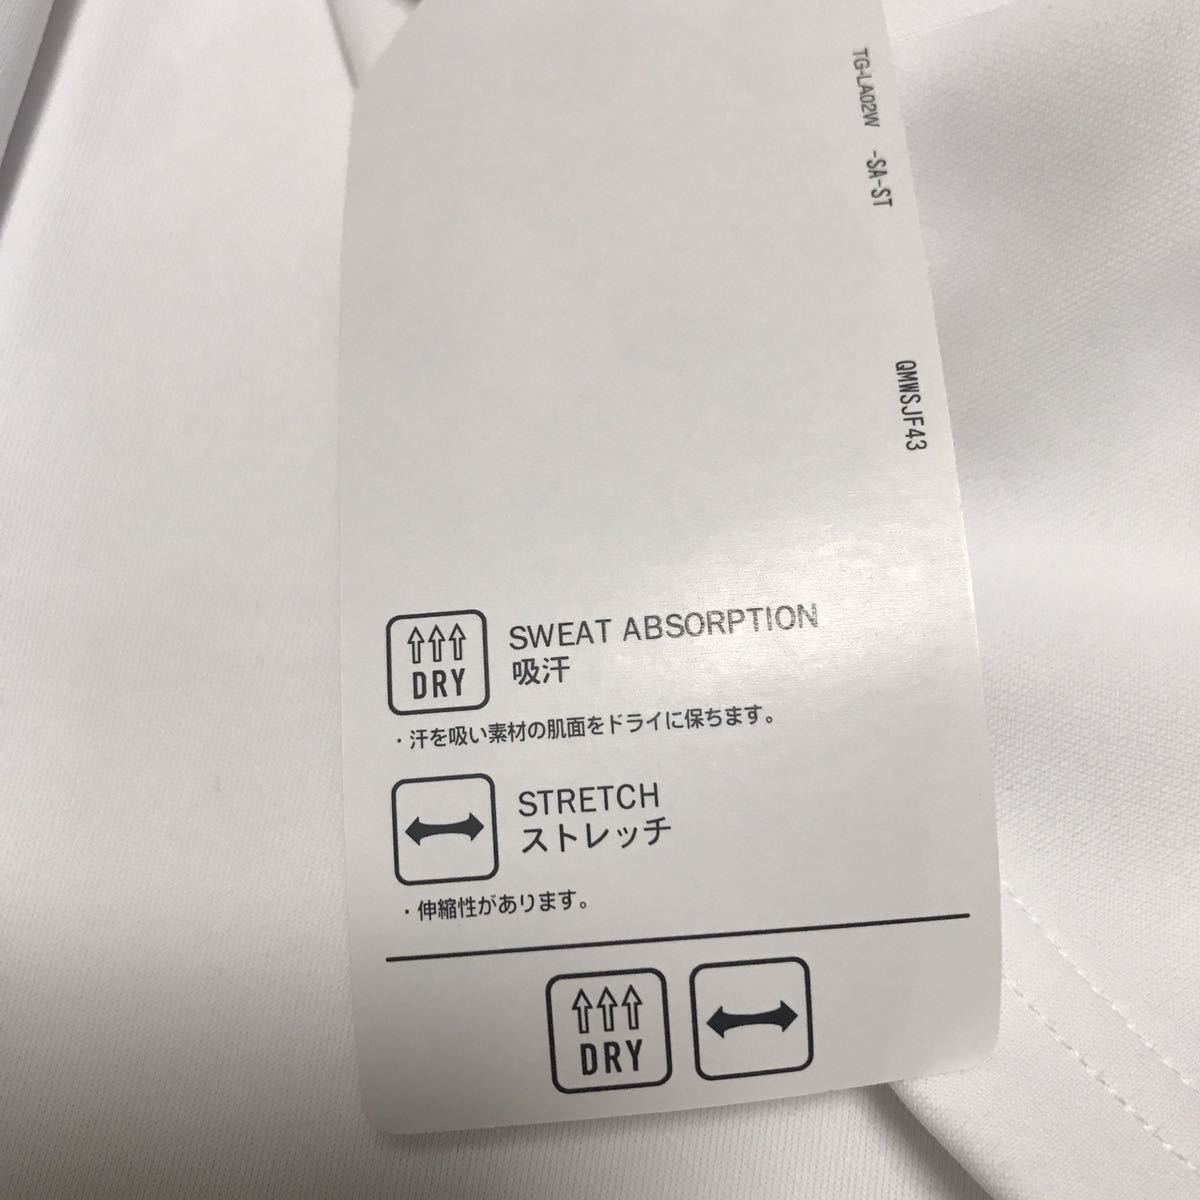 TG-LA02W -SA-ST
QMWSJF43
DRY
SWEAT ABSORPTION
吸汗
・汗を吸い素材の肌面をドライに保ちます。
STRETCH
ストレッチ
・伸縮性があります。
DRY